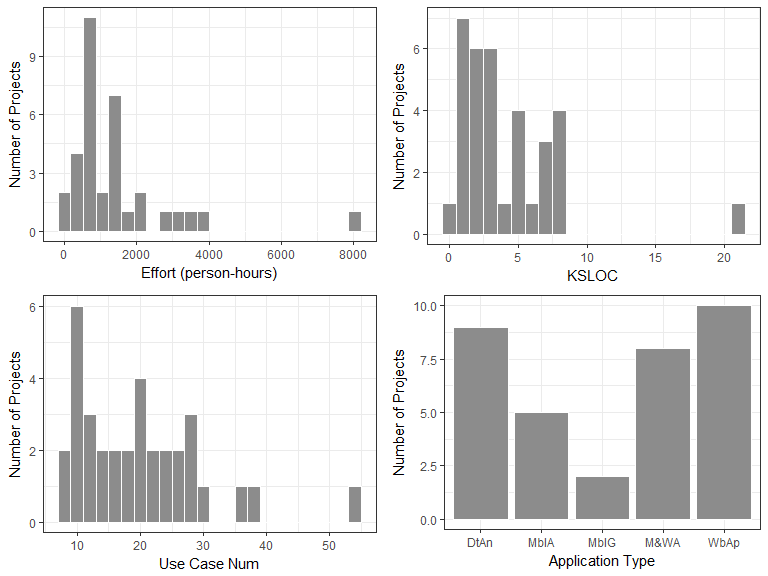 Number of Projects
9
6
3
0
0 2000 4000 6000 8000
Effort (person-hours)
Number of Projects
6
4
2
0
0 5 10 15 20
KSLOC
Number of Projects
6
4
2
0
10 20 30 40 50
Use Case Num
Number of Projects
10.0
7.5
5.0
2.5
0.0
DtAn MblA MblG M&WA WbAp
Application Type